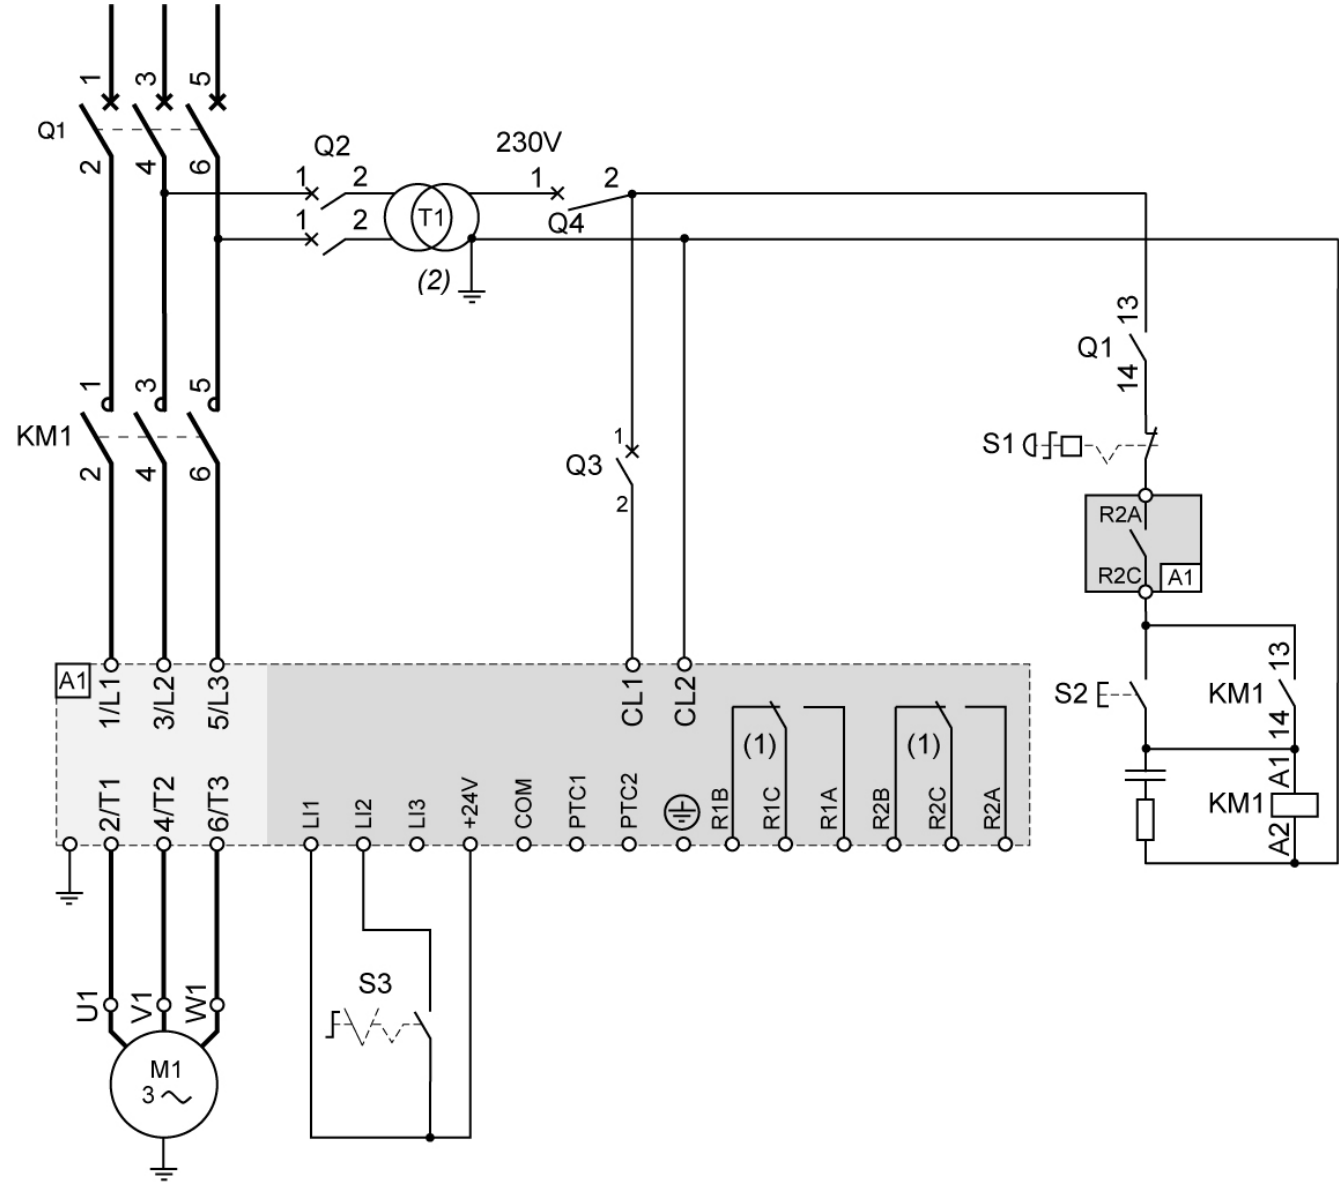 1 3 5
Q1
2 4 6
Q2
230V
1 2
1 2
1 2
T1
Q4
(2)
13
Q1
14
1 3 5
KM1
2 4 6
1
Q3
2
S1
R2A
R2C
A1
A1
1/L1
3/L2
5/L3
CL1
CL2
(1)
(1)
2/T1
4/T2
6/T3
LI1
LI2
LI3
+24V
COM
PTC1
PTC2
R1B
R1C
R1A
R2B
R2C
R2A
S2
KM1
13
14
KM1
A1
A2
S3
U1
V1
W1
M1
3